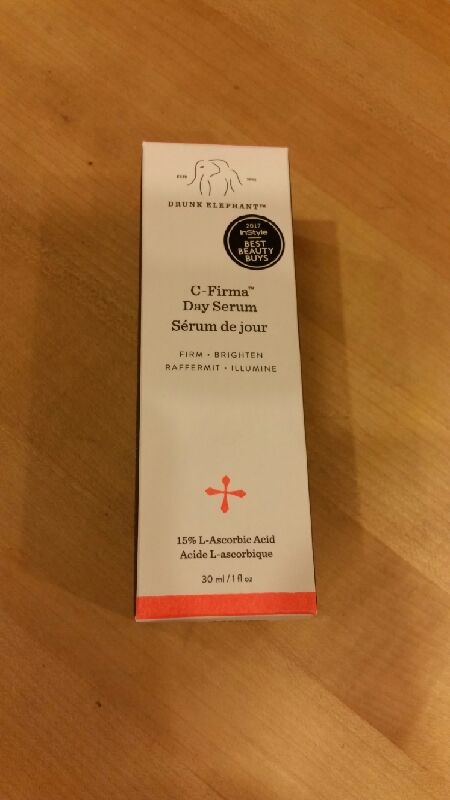 DRUNK ELEPHANT™
2017
InStyle
BEST
BEAUTY
BUYS
C-Firma™
Day Serum
Sérum de jour
FIRM • BRIGHTEN
RAFFERMIT • ILLUMINE
15% L-Ascorbic Acid
Acide L-ascorbique
30 ml / 1 fl oz